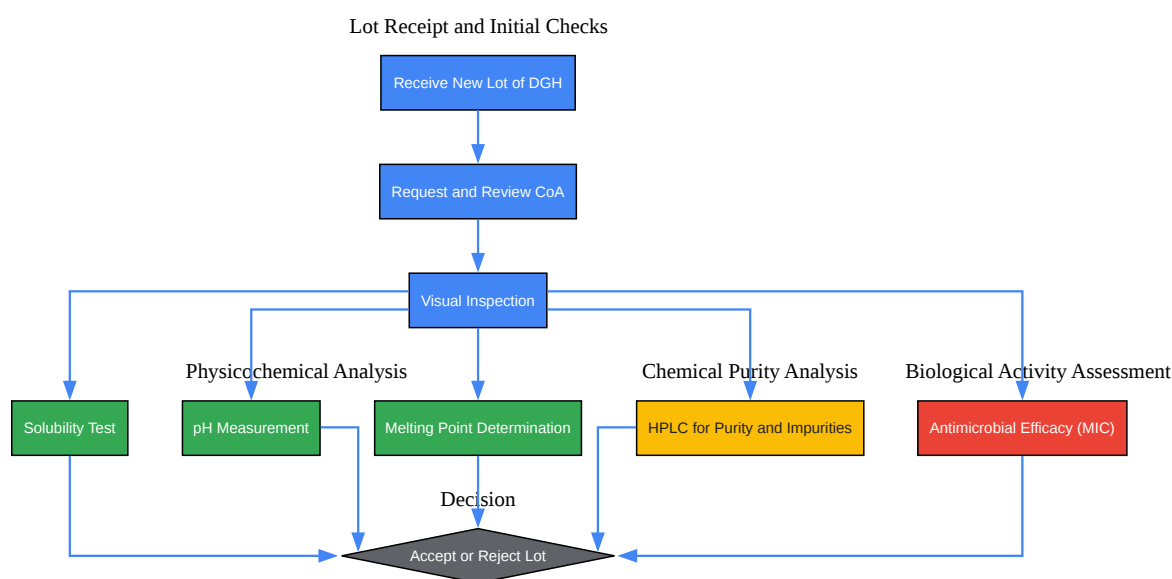 Lot Receipt and Initial Checks
Receive New Lot of DGH
Request and Review CoA
Visual Inspection
Physicochemical Analysis
Chemical Purity Analysis
Biological Activity Assessment
Solubility Test
pH Measurement
Melting Point Determination
HPLC for Purity and Impurities
Antimicrobial Efficacy (MIC)
Decision
Accept or Reject Lot